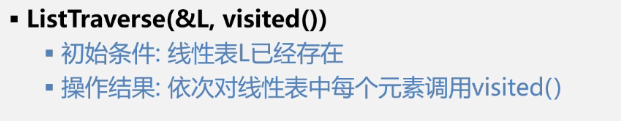 ▪ ListTraverse(&L, visited())
▪ 初始条件: 线性表L已经存在
▪ 操作结果: 依次对线性表中每个元素调用visited()